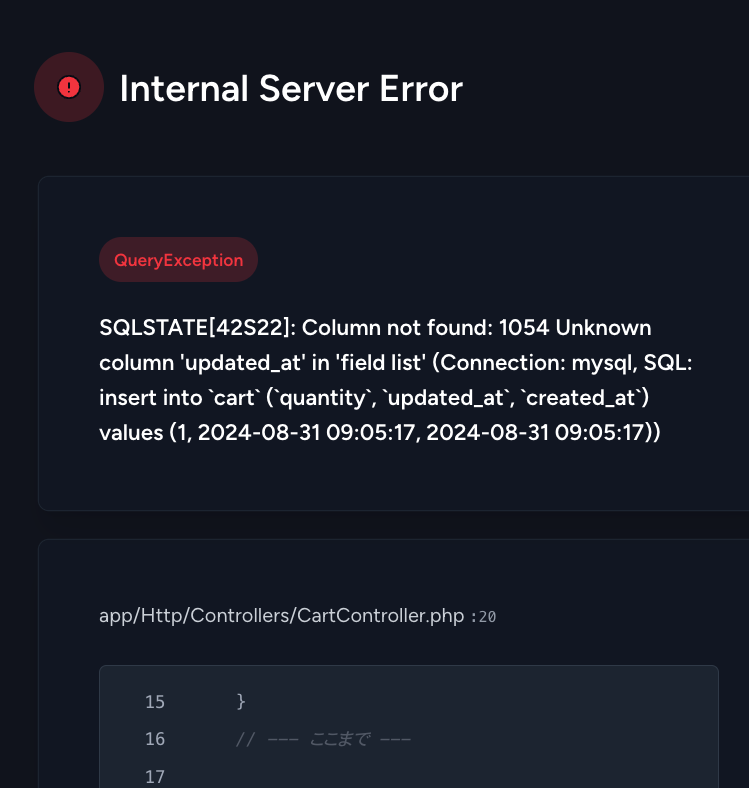 Internal Server Error
QueryException
SQLSTATE[42S22]: Column not found: 1054 Unknown
column 'updated_at' in 'field list' (Connection: mysql, SQL:
insert into `cart` (`quantity`, `updated_at`, `created_at`)
values (1, 2024-08-31 09:05:17, 2024-08-31 09:05:17))
app/Http/Controllers/CartController.php :20
15 }
16 // --- ここまで ---
17